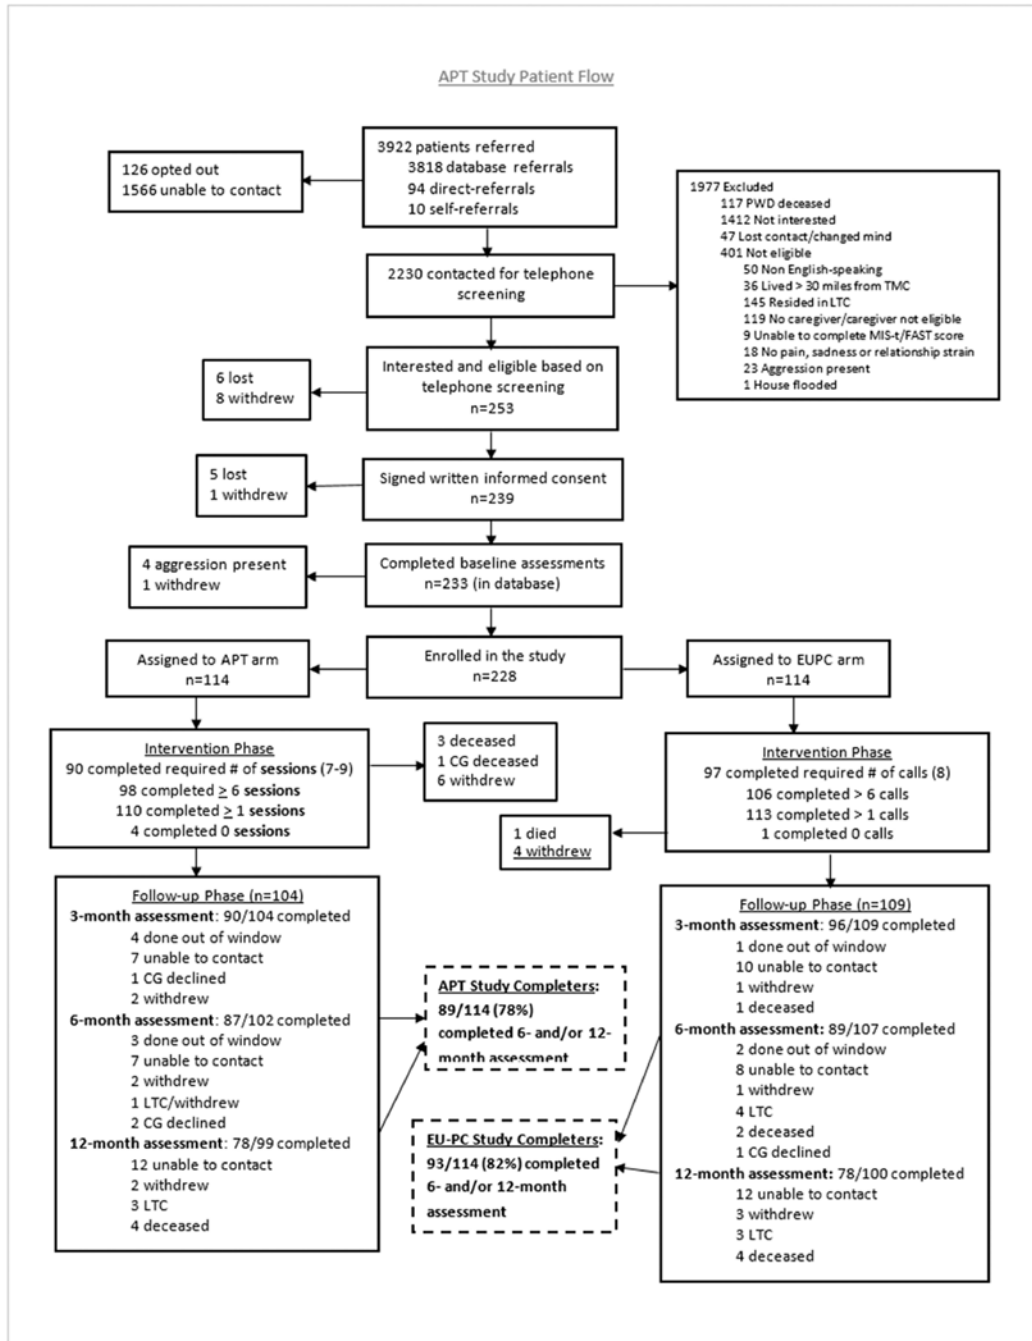 APT Study Patient Flow
3922 patients referred
3818 database referrals
94 direct-referrals
10 self-referrals
126 opted out
1566 unable to contact
1977 Excluded
117 PWD deceased
1412 Not interested
47 Lost contact/changed mind
401 Not eligible
50 Non English-speaking
36 Lived > 30 miles from TMC
145 Resided in LTC
119 No caregiver/caregiver not eligible
9 Unable to complete MIS-t/FAST score
18 No pain, sadness or relationship strain
23 Aggression present
1 House flooded
2230 contacted for telephone
screening
Interested and eligible based on
telephone screening
n=253
6 lost
8 withdrew
Signed written informed consent
n=239
5 lost
1 withdrew
Completed baseline assessments
n=233 (in database)
4 aggression present
1 withdrew
Enrolled in the study
n=228
Assigned to APT arm
n=114
Assigned to EUPC arm
n=114
Intervention Phase
90 completed required # of sessions (7-9)
98 completed ≥ 6 sessions
110 completed ≥ 1 sessions
4 completed 0 sessions
3 deceased
1 CG deceased
6 withdrew
Intervention Phase
97 completed required # of calls (8)
106 completed > 6 calls
113 completed > 1 calls
1 completed 0 calls
1 died
4 withdrew
Follow-up Phase (n=104)
3-month assessment: 90/104 completed
4 done out of window
7 unable to contact
1 CG declined
2 withdrew
6-month assessment: 87/102 completed
3 done out of window
7 unable to contact
2 withdrew
1 LTC/withdrew
2 CG declined
12-month assessment: 78/99 completed
12 unable to contact
2 withdrew
3 LTC
4 deceased
APT Study Completers:
89/114 (78%)
completed 6- and/or 12-
month assessment
EU-PC Study Completers:
93/114 (82%) completed
6- and/or 12-month
assessment
Follow-up Phase (n=109)
3-month assessment: 96/109 completed
1 done out of window
10 unable to contact
1 withdrew
1 deceased
6-month assessment: 89/107 completed
2 done out of window
8 unable to contact
1 withdrew
4 LTC
2 deceased
1 CG declined
12-month assessment: 78/100 completed
12 unable to contact
3 withdrew
3 LTC
4 deceased